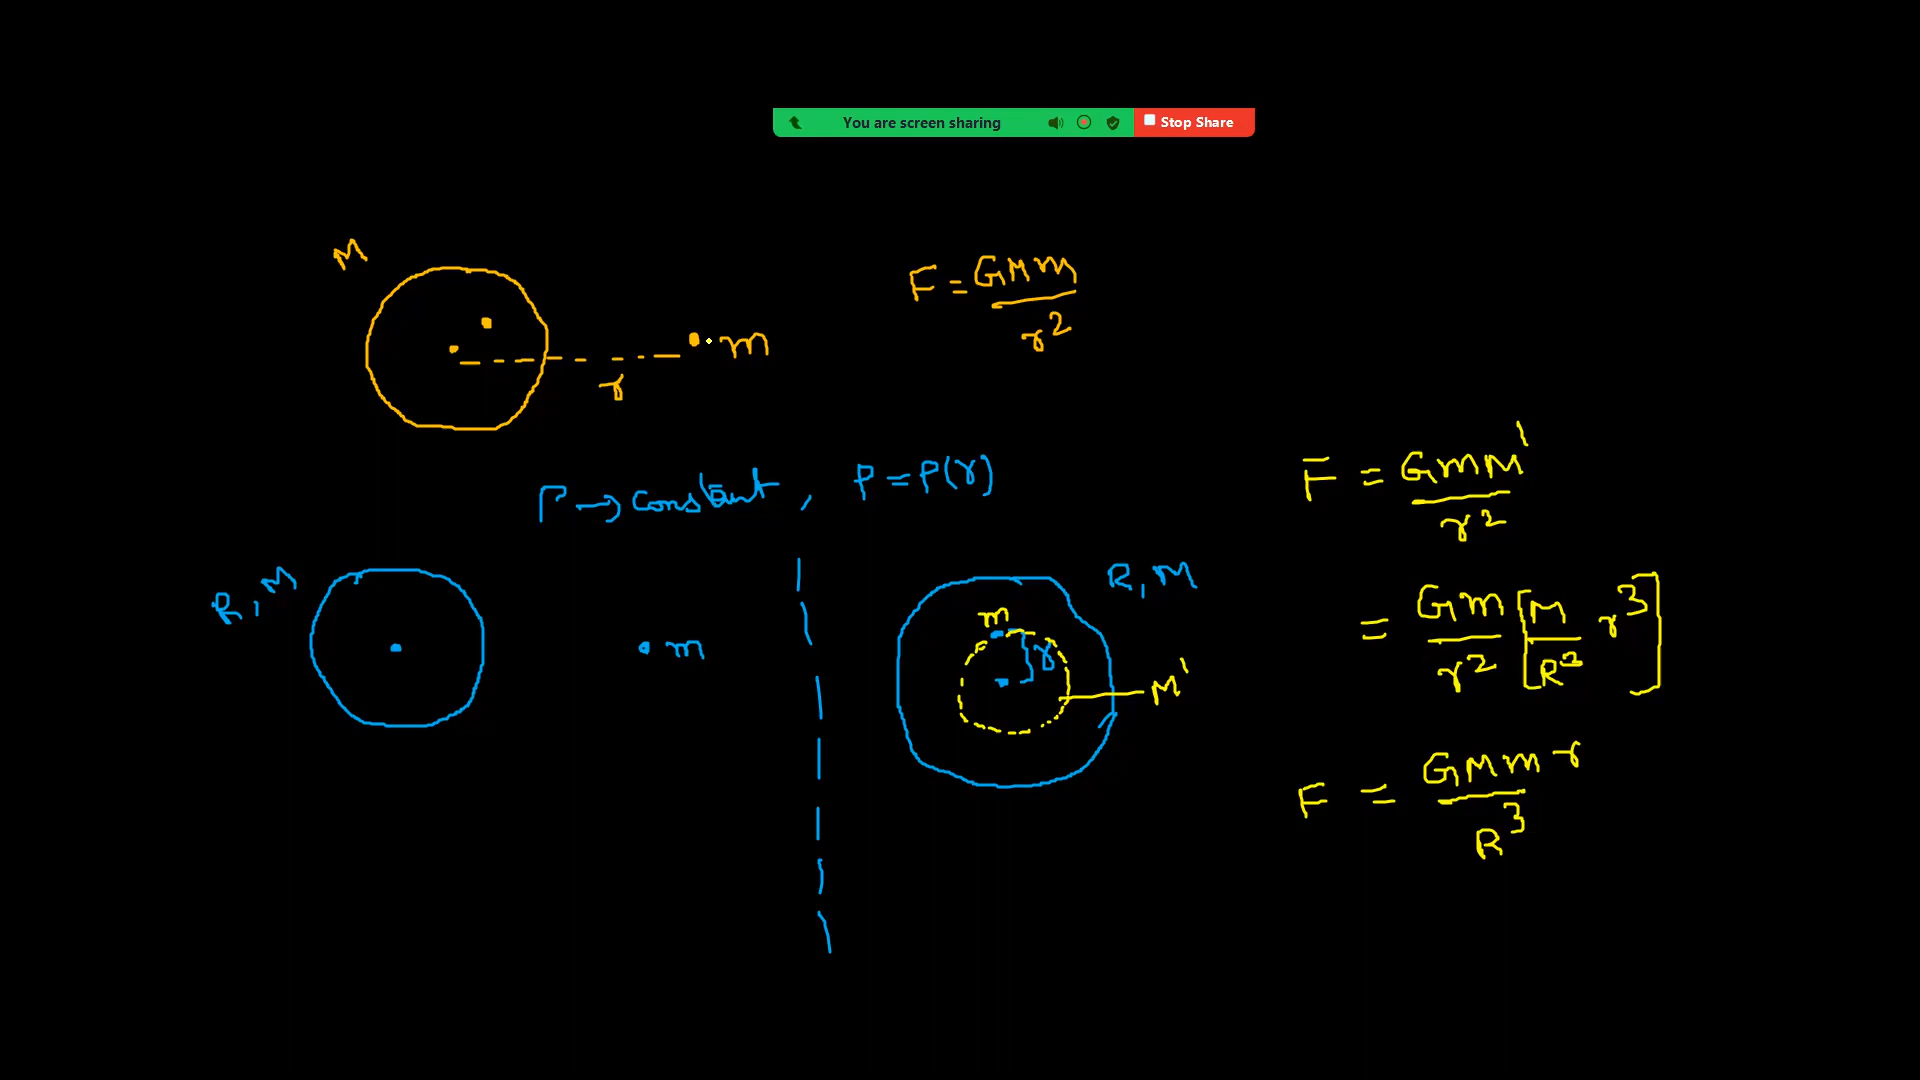 You are screen sharing Stop Share
M
F = GMm / r²
m
r
ρ → constant , ρ = ρ(r)
F = GmM' / r²
R, M
m
R, M
m
r
M'
= Gm / r² [M / R³ r³]
F = GMmr / R³